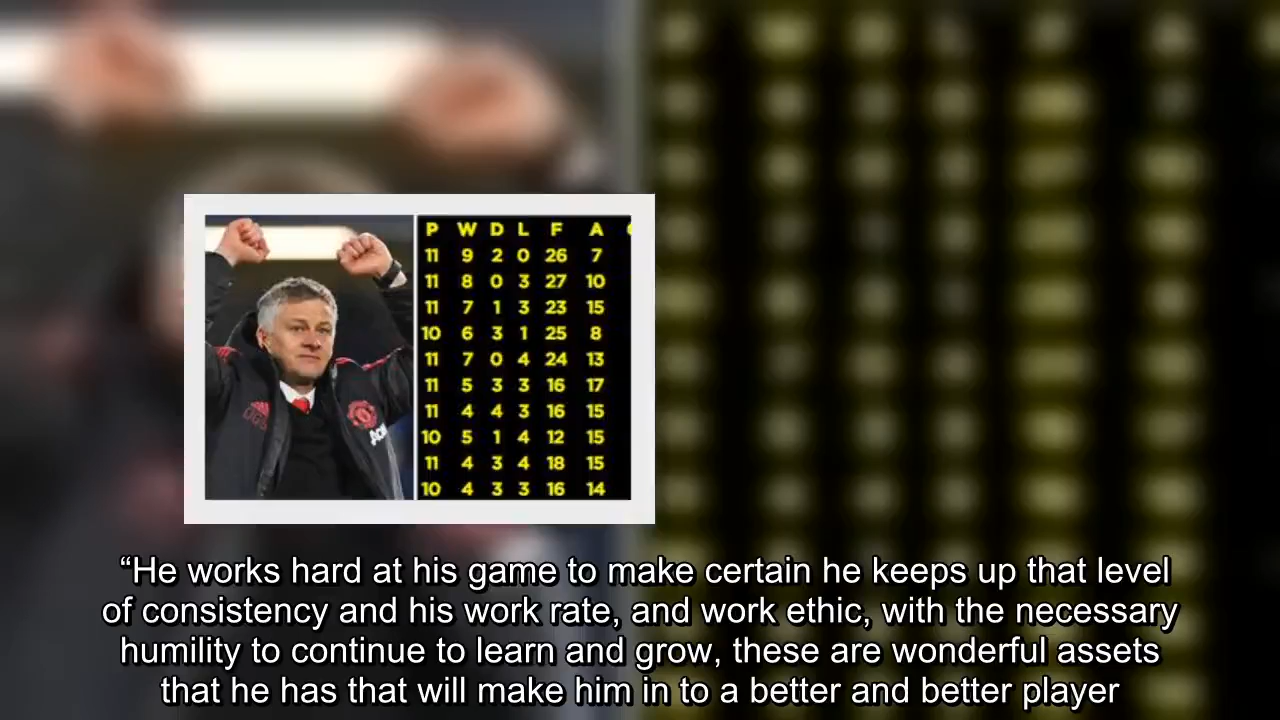 P W D L F A
11 9 2 0 26 7
11 8 0 3 27 10
11 7 1 3 23 15
10 6 3 1 25 8
11 7 0 4 24 13
11 5 3 3 16 17
11 4 4 3 16 15
10 5 1 4 12 15
11 4 3 4 18 15
10 4 3 3 16 14
“He works hard at his game to make certain he keeps up that level
of consistency and his work rate, and work ethic, with the necessary
humility to continue to learn and grow, these are wonderful assets
that he has that will make him in to a better and better player